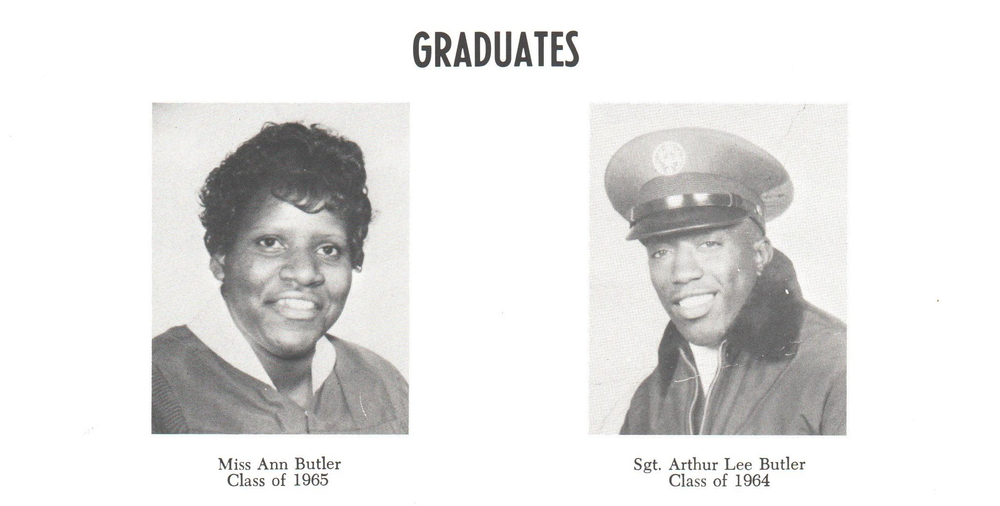 GRADUATES
Miss Ann Butler
Class of 1965
Sgt. Arthur Lee Butler
Class of 1964